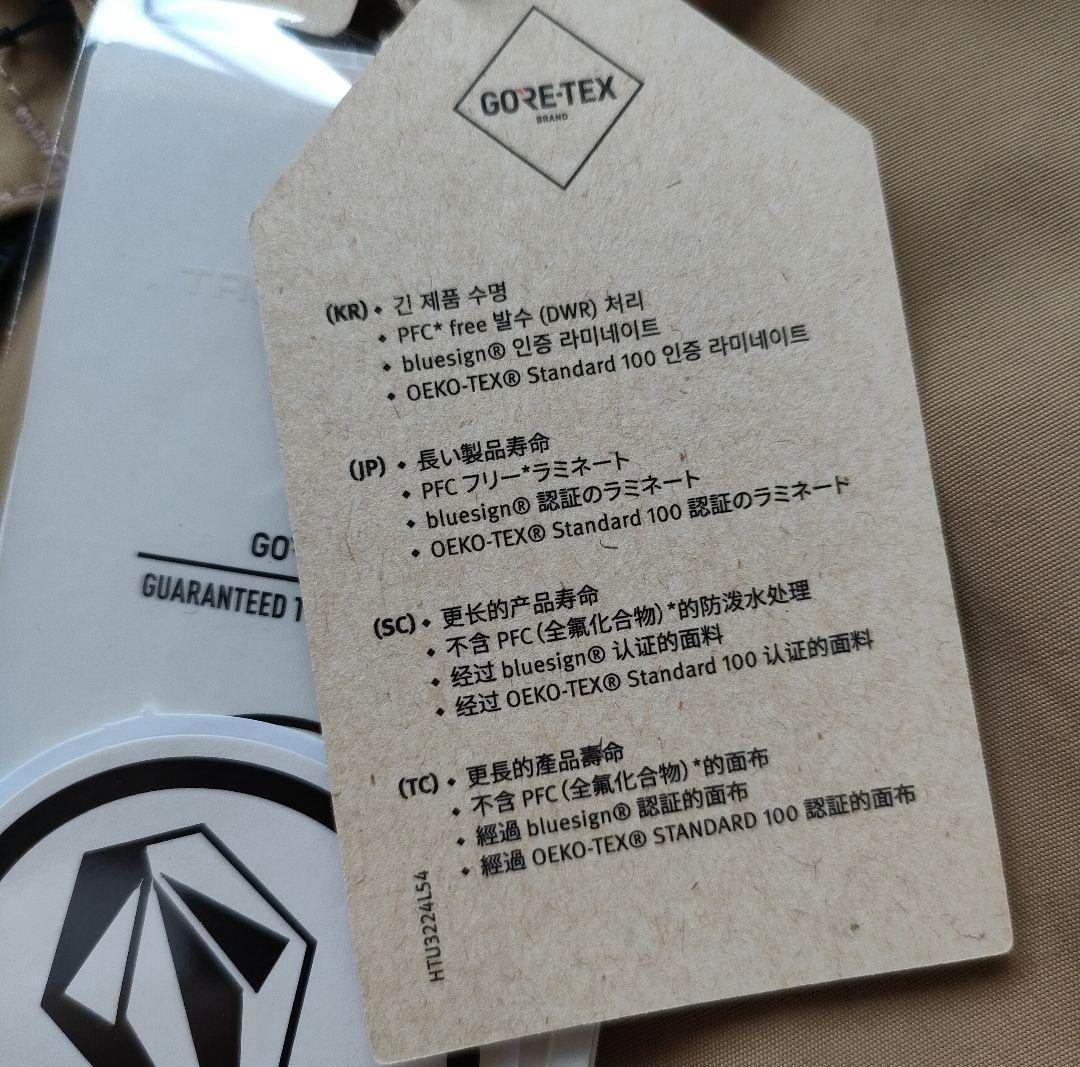 GORE-TEX
BRAND
(KR) ⬥ 긴 제품 수명
⬥ PFC* free 발수 (DWR) 처리
⬥ bluesign® 인증 라미네이트
⬥ OEKO-TEX® Standard 100 인증 라미네이트
(JP) ⬥ 長い製品寿命
⬥ PFC フリー*ラミネート
⬥ bluesign® 認証のラミネート
⬥ OEKO-TEX® Standard 100 認証のラミネート
(SC) ⬥ 更长的产品寿命
⬥ 不含 PFC (全氟化合物) *的防泼水处理
⬥ 经过 bluesign® 认证的面料
⬥ 经过 OEKO-TEX® Standard 100 认证的面料
(TC) ⬥ 更長的產品壽命
⬥ 不含 PFC (全氟化合物) *的面布
⬥ 經過 bluesign® 認証的面布
⬥ 經過 OEKO-TEX® STANDARD 100 認証的面布
HTU3224L54
GO
GUARANTEED T